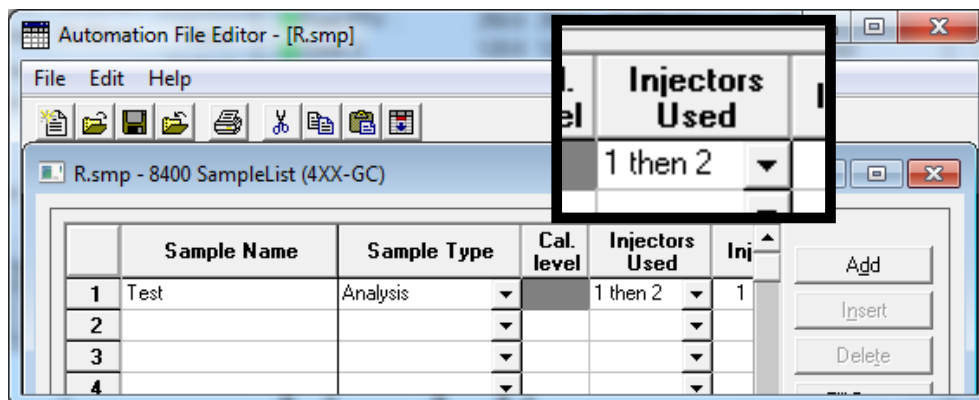 Automation File Editor - [R.smp]
File Edit Help
Injectors
Used
1 then 2
R.smp - 8400 SampleList (4XX-GC)
Sample Name
Sample Type
Cal.
level
Injectors
Used
Inj
Add
1 Test Analysis 1 then 2 1
Insert
2
3
Delete
4